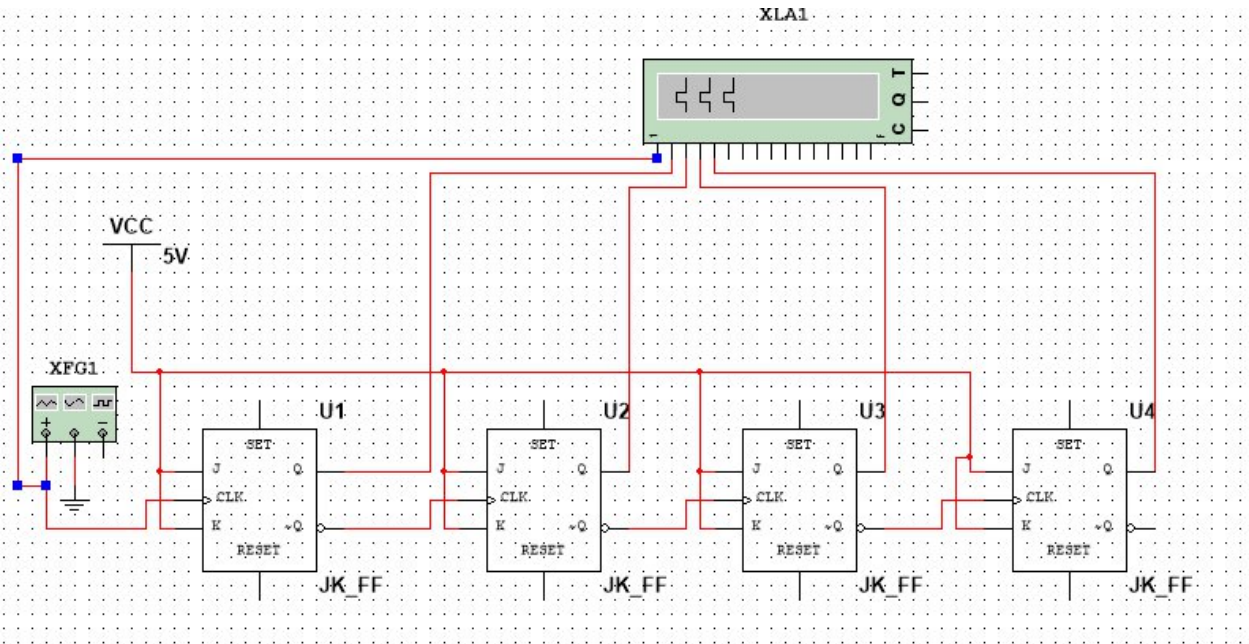 XLA1
T
Q
C
1
F
VCC
5V
XFG1
+
−
U1
U2
U3
U4
SET
SET
SET
SET
J Q
J Q
J Q
J Q
CLK
CLK
CLK
CLK
K ~Q
K ~Q
K ~Q
K ~Q
RESET
RESET
RESET
RESET
JK_FF
JK_FF
JK_FF
JK_FF